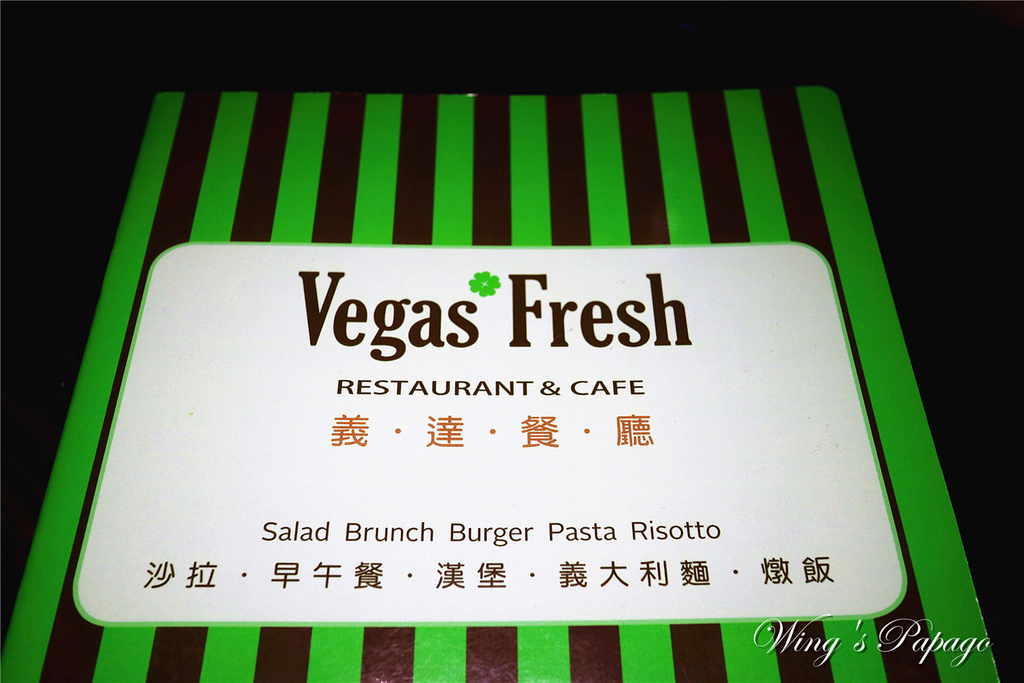 Vegas Fresh
RESTAURANT & CAFE
義・達・餐・廳
Salad Brunch Burger Pasta Risotto
沙拉・早午餐・漢堡・義大利麵・燉飯
Wing's Papago